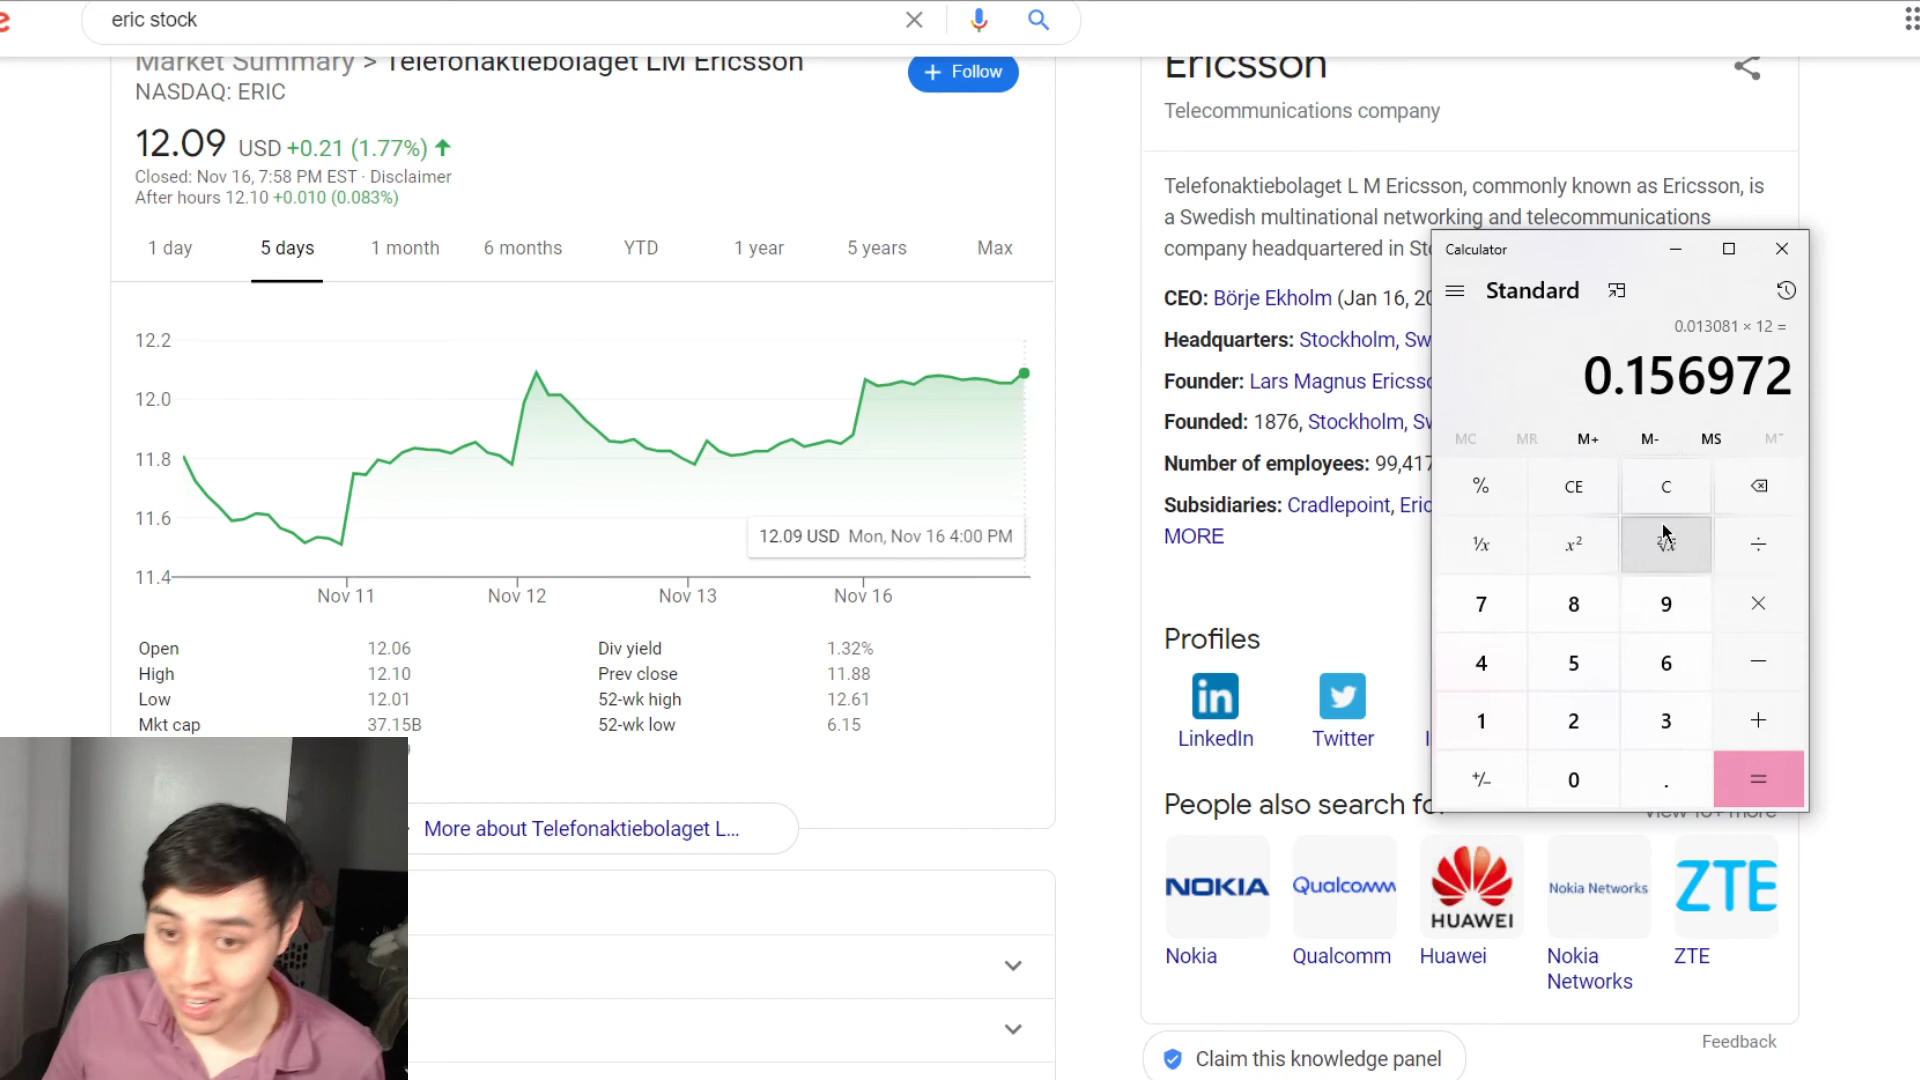 eric stock
Market Summary > Telefonaktiebolaget LM Ericsson
NASDAQ: ERIC
+ Follow
12.09 USD +0.21 (1.77%)
Closed: Nov 16, 7:58 PM EST · Disclaimer
After hours 12.10 +0.010 (0.083%)
1 day
5 days
1 month
6 months
YTD
1 year
5 years
Max
12.2
12.0
11.8
11.6
11.4
12.09 USD Mon, Nov 16 4:00 PM
Nov 11
Nov 12
Nov 13
Nov 16
Open 12.06
High 12.10
Low 12.01
Mkt cap 37.15B
Div yield 1.32%
Prev close 11.88
52-wk high 12.61
52-wk low 6.15
More about Telefonaktiebolaget L...
Ericsson
Telecommunications company
Telefonaktiebolaget L M Ericsson, commonly known as Ericsson, is
a Swedish multinational networking and telecommunications
company headquartered in
CEO: Börje Ekholm (Jan 16,
Headquarters: Stockholm,
Founder: Lars Magnus
Founded: 1876, Stockholm,
Number of employees: 99,417
Subsidiaries: Cradlepoint,
MORE
Profiles
LinkedIn
Twitter
People also search
NOKIA
Qualcomm
HUAWEI
Nokia Networks
ZTE
Nokia
Qualcomm
Huawei
Nokia
Networks
ZTE
Feedback
Claim this knowledge panel
Calculator
Standard
0.013081 × 12 =
0.156972
MC MR M+ M- MS M˅
% CE C
¹/x x² ÷
7 8 9 ×
4 5 6 −
1 2 3 +
+/− 0 . =